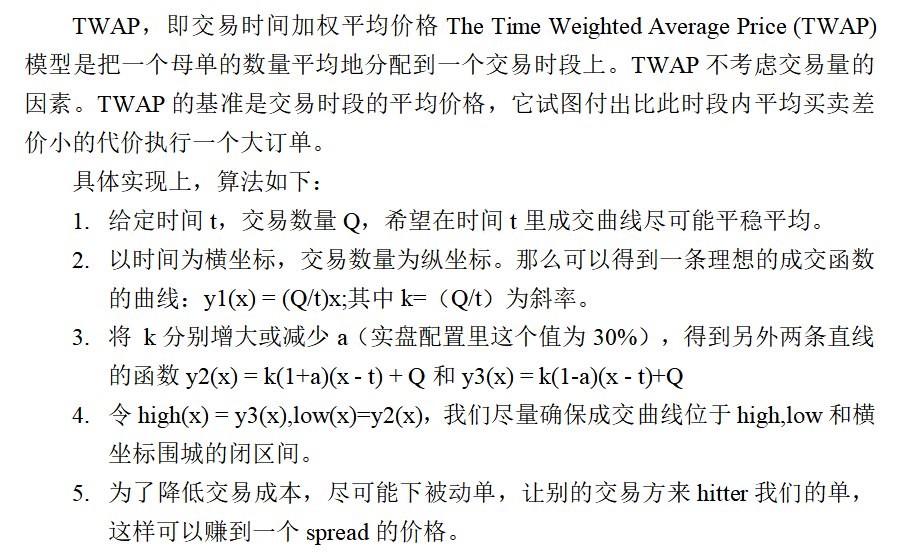 TWAP，即交易时间加权平均价格 The Time Weighted Average Price (TWAP)
模型是把一个母单的数量平均地分配到一个交易时段上。TWAP 不考虑交易量的
因素。TWAP 的基准是交易时段的平均价格，它试图付出比此时段内平均买卖差
价小的代价执行一个大订单。
具体实现上，算法如下：
1. 给定时间 t，交易数量 Q，希望在时间 t 里成交曲线尽可能平稳平均。
2. 以时间为横坐标，交易数量为纵坐标。那么可以得到一条理想的成交函数
的曲线：y1(x) = (Q/t)x;其中 k=（Q/t）为斜率。
3. 将 k 分别增大或减少 a（实盘配置里这个值为 30%），得到另外两条直线
的函数 y2(x) = k(1+a)(x - t) + Q 和 y3(x) = k(1-a)(x - t)+Q
4. 令 high(x) = y3(x),low(x)=y2(x)，我们尽量确保成交曲线位于 high,low 和横
坐标围城的闭区间。
5. 为了降低交易成本，尽可能下被动单，让别的交易方来 hitter 我们的单，
这样可以赚到一个 spread 的价格。